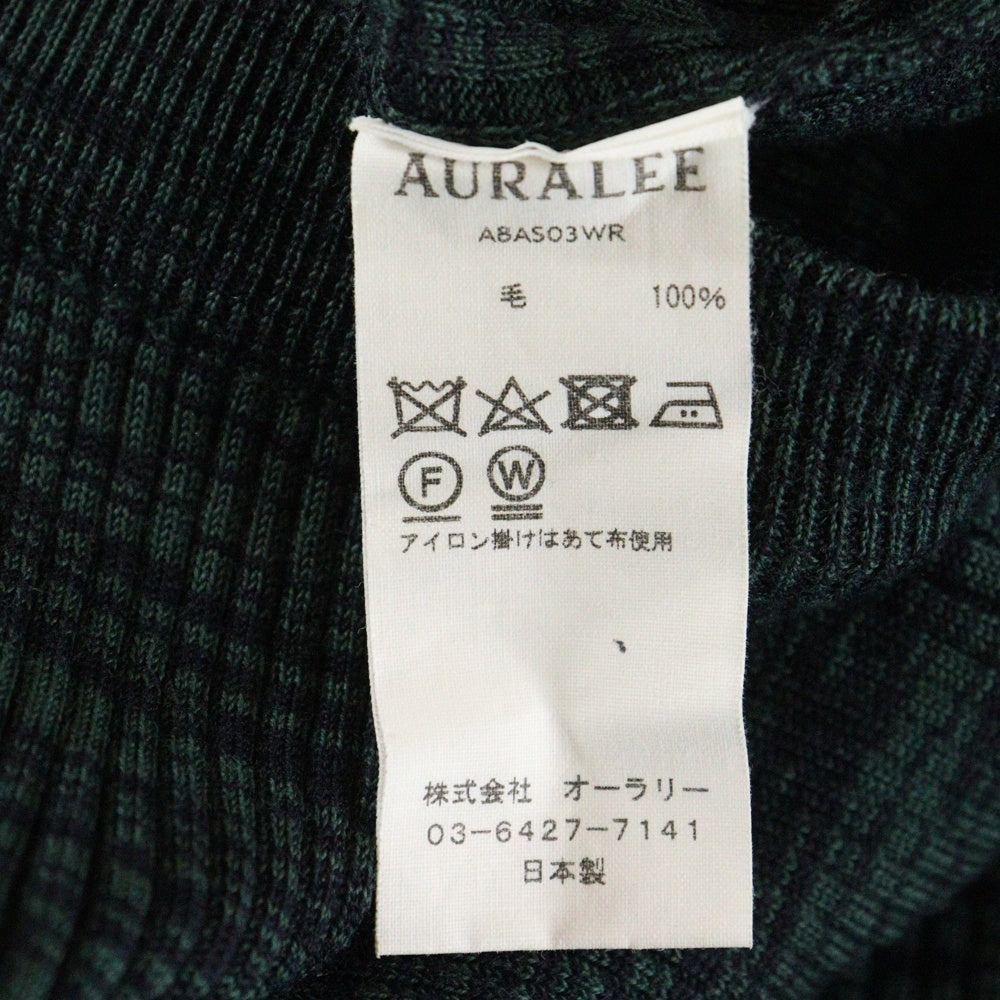 AURALEE
A8AS03WR
毛 100%
F W
アイロン掛けはあて布使用
株式会社 オーラリー
03-6427-7141
日本製